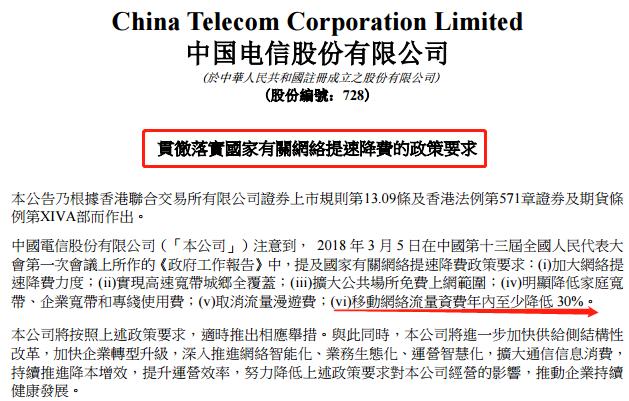 China Telecom Corporation Limited
中国电信股份有限公司
(於中華人民共和國註冊成立之股份有限公司)
(股份編號：728)
貫徹落實國家有關網絡提速降費的政策要求
本公告乃根據香港聯合交易所有限公司證券上市規則第13.09條及香港法例第571章證券及期貨條
例第XIVA部而作出。
中國電信股份有限公司（「本公司」）注意到， 2018 年 3 月 5 日在中國第十三屆全國人民代表大
會第一次會議上所作的《政府工作報告》中，提及國家有關網絡提速降費政策要求：(i)加大網絡提
速降費力度；(ii)實現高速寬帶城鄉全覆蓋；(iii)擴大公共場所免費上網範圍；(iv)明顯降低家庭寬
帶、企業寬帶和專綫使用費；(v)取消流量漫遊費；(vi)移動網絡流量資費年內至少降低 30%。
本公司將按照上述政策要求，適時推出相應舉措。與此同時，本公司將進一步加快供給側結構性
改革，加快企業轉型升級，深入推進網絡智能化、業務生態化、運營智慧化，擴大通信信息消費，
持續推進降本增效，提升運營效率，努力降低上述政策要求對本公司經營的影響，推動企業持續
健康發展。